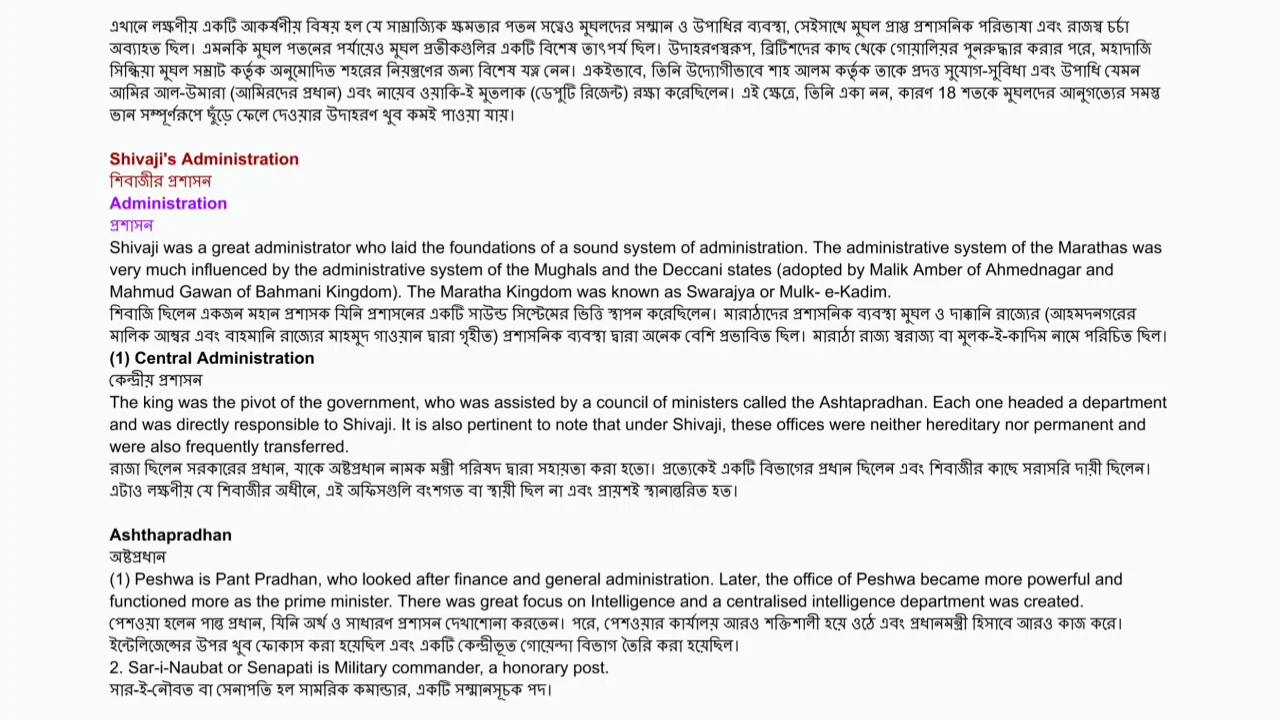 এখানে লক্ষণীয় একটি আকর্ষণীয় বিষয় হল যে সাম্রাজ্যিক ক্ষমতার পতন সত্ত্বেও মুঘলদের সম্মান ও উপাধির ব্যবস্থা, সেইসাথে মুঘল প্রাপ্ত প্রশাসনিক পরিভাষা এবং রাজস্ব চর্চা
অব্যাহত ছিল। এমনকি মুঘল পতনের পর্যায়েও মুঘল প্রতীকগুলির একটি বিশেষ তাৎপর্য ছিল। উদাহরণস্বরূপ, ব্রিটিশদের কাছ থেকে গোয়ালিয়র পুনরুদ্ধার করার পরে, মহাদাজি
সিন্ধিয়া মুঘল সম্রাট কর্তৃক অনুমোদিত শহরের নিয়ন্ত্রণের জন্য বিশেষ যত্ন নেন। একইভাবে, তিনি উদ্যোগীভাবে শাহ আলম কর্তৃক তাকে প্রদত্ত সুযোগ-সুবিধা এবং উপাধি যেমন
আমির আল-উমারা (আমিরদের প্রধান) এবং নায়েব ওয়াকি-ই মুতলাক (ডেপুটি রিজেন্ট) রক্ষা করেছিলেন। এই ক্ষেত্রে, তিনি একা নন, কারণ 18 শতকে মুঘলদের আনুগত্যের সমস্ত
ভান সম্পূর্ণরূপে ছুঁড়ে ফেলে দেওয়ার উদাহরণ খুব কমই পাওয়া যায়।
Shivaji's Administration
শিবাজীর প্রশাসন
Administration
প্রশাসন
Shivaji was a great administrator who laid the foundations of a sound system of administration. The administrative system of the Marathas was
very much influenced by the administrative system of the Mughals and the Deccani states (adopted by Malik Amber of Ahmednagar and
Mahmud Gawan of Bahmani Kingdom). The Maratha Kingdom was known as Swarajya or Mulk- e-Kadim.
শিবাজি ছিলেন একজন মহান প্রশাসক যিনি প্রশাসনের একটি সাউন্ড সিস্টেমের ভিত্তি স্থাপন করেছিলেন। মারাঠাদের প্রশাসনিক ব্যবস্থা মুঘল ও দাক্কানি রাজ্যের (আহমদনগরের
মালিক আম্বর এবং বাহমানি রাজ্যের মাহমুদ গাওয়ান দ্বারা গৃহীত) প্রশাসনিক ব্যবস্থা দ্বারা অনেক বেশি প্রভাবিত ছিল। মারাঠা রাজ্য স্বরাজ্য বা মুলক-ই-কাদিম নামে পরিচিত ছিল।
(1) Central Administration
কেন্দ্রীয় প্রশাসন
The king was the pivot of the government, who was assisted by a council of ministers called the Ashtapradhan. Each one headed a department
and was directly responsible to Shivaji. It is also pertinent to note that under Shivaji, these offices were neither hereditary nor permanent and
were also frequently transferred.
রাজা ছিলেন সরকারের প্রধান, যাকে অষ্টপ্রধান নামক মন্ত্রী পরিষদ দ্বারা সহায়তা করা হতো। প্রত্যেকেই একটি বিভাগের প্রধান ছিলেন এবং শিবাজীর কাছে সরাসরি দায়ী ছিলেন।
এটাও লক্ষণীয় যে শিবাজীর অধীনে, এই অফিসগুলি বংশগত বা স্থায়ী ছিল না এবং প্রায়শই স্থানান্তরিত হত।
Ashthapradhan
অষ্টপ্রধান
(1) Peshwa is Pant Pradhan, who looked after finance and general administration. Later, the office of Peshwa became more powerful and
functioned more as the prime minister. There was great focus on Intelligence and a centralised intelligence department was created.
পেশওয়া হলেন পান্ত প্রধান, যিনি অর্থ ও সাধারণ প্রশাসন দেখাশোনা করতেন। পরে, পেশওয়ার কার্যালয় আরও শক্তিশালী হয়ে ওঠে এবং প্রধানমন্ত্রী হিসাবে আরও কাজ করে।
ইন্টেলিজেন্সের উপর খুব ফোকাস করা হয়েছিল এবং একটি কেন্দ্রীভূত গোয়েন্দা বিভাগ তৈরি করা হয়েছিল।
2. Sar-i-Naubat or Senapati is Military commander, a honorary post.
সার-ই-নৌবত বা সেনাপতি হল সামরিক কমান্ডার, একটি সম্মানসূচক পদ।